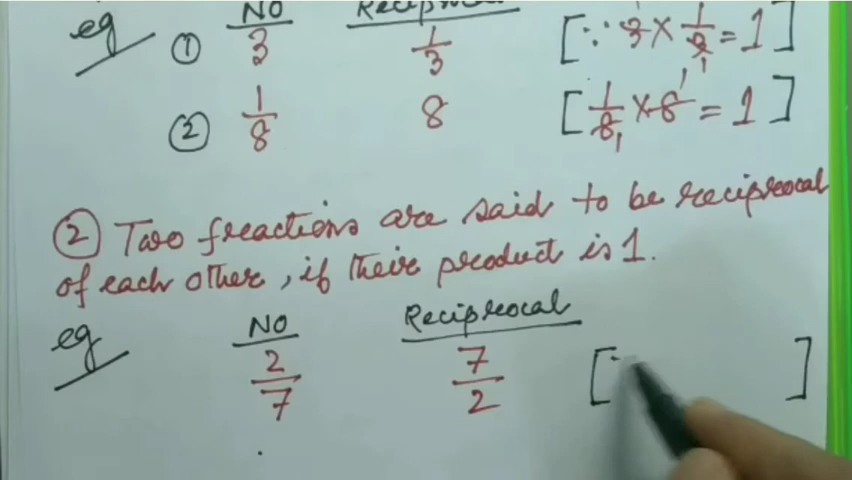 eg NO Reciprocal
① 3 1/3 [∵ 3 × 1/3 = 1]
② 1/8 8 [1/8 × 8 = 1]
② Two fractions are said to be reciprocal
of each other, if their product is 1.
eg NO Reciprocal
2/7 7/2 [∵ ]